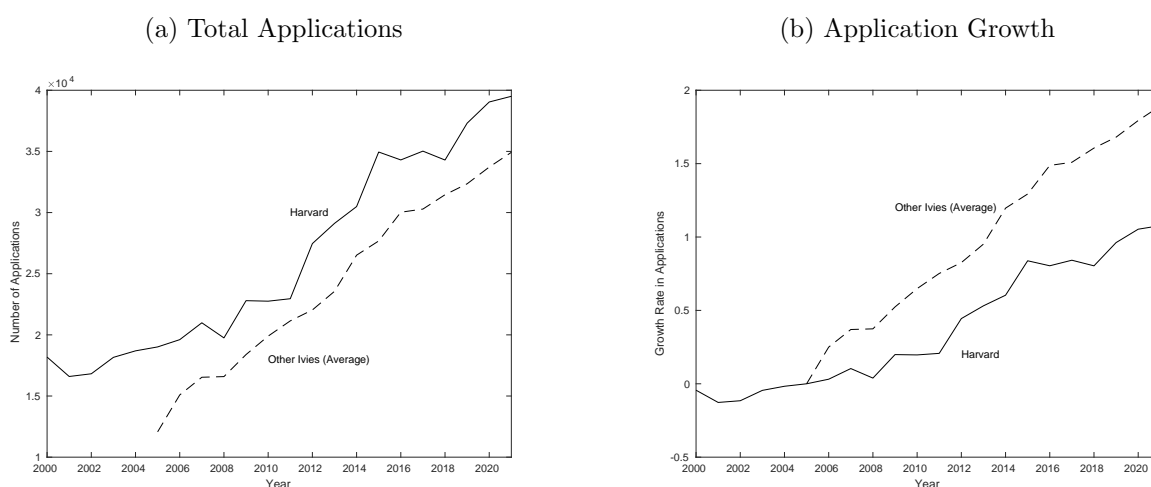 (a) Total Applications
×10 4
4
3.5
3
2.5
2
1.5
1
Number of Applications
Harvard
Other Ivies (Average)
2000 2002 2004 2006 2008 2010 2012 2014 2016 2018 2020
Year
(b) Application Growth
2
1.5
1
0.5
0
-0.5
Growth Rate in Applications
Other Ivies (Average)
Harvard
2000 2002 2004 2006 2008 2010 2012 2014 2016 2018 2020
Year